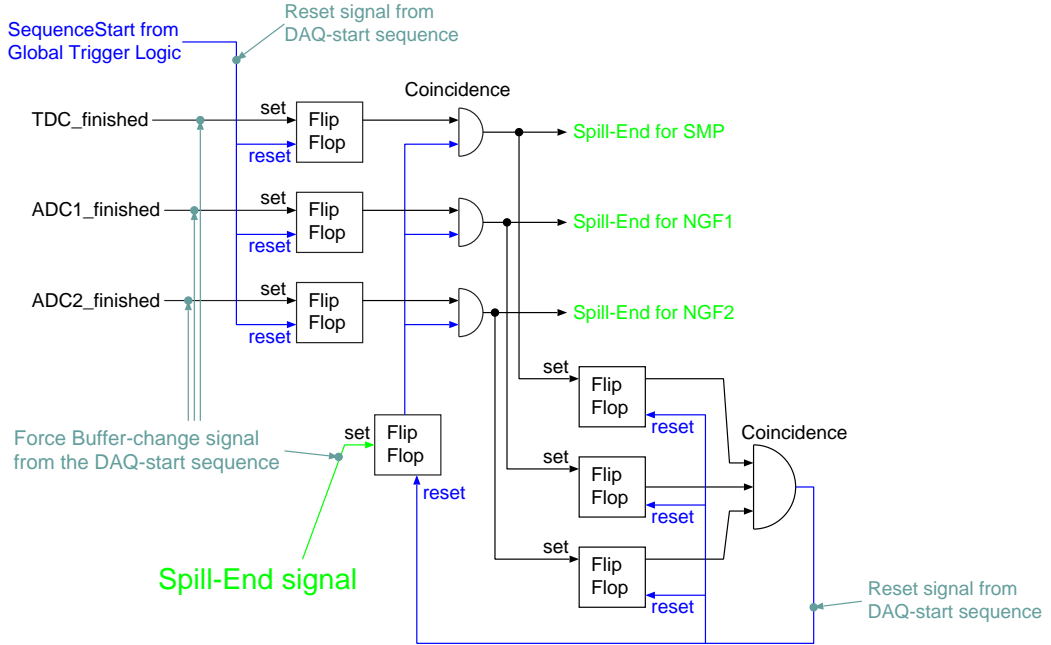 Reset signal from
DAQ-start sequence
SequenceStart from
Global Trigger Logic
Coincidence
TDC_finished
set
Flip
Flop
reset
Spill-End for SMP
ADC1_finished
set
Flip
Flop
reset
Spill-End for NGF1
ADC2_finished
set
Flip
Flop
reset
Spill-End for NGF2
set
Flip
Flop
reset
Coincidence
Force Buffer-change signal
from the DAQ-start sequence
set
Flip
Flop
reset
set
Flip
Flop
reset
set
Flip
Flop
reset
Spill-End signal
Reset signal from
DAQ-start sequence